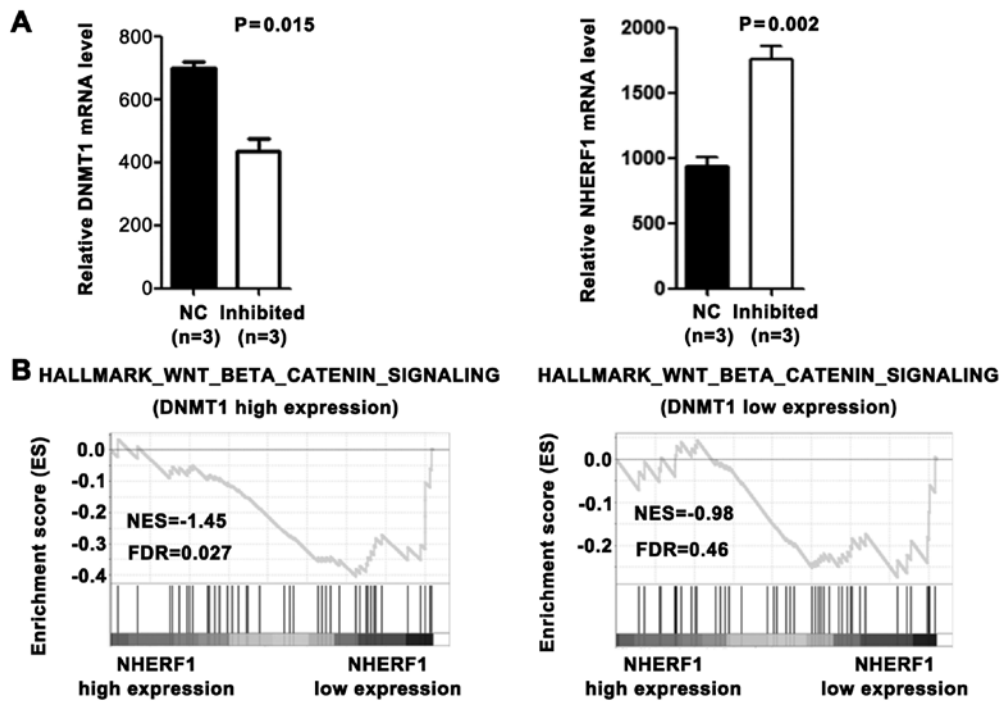 A
P=0.015
Relative DNMT1 mRNA level
800
600
400
200
0
NC
(n=3)
Inhibited
(n=3)
P=0.002
Relative NHERF1 mRNA level
2000
1500
1000
500
0
NC
(n=3)
Inhibited
(n=3)
B
HALLMARK_WNT_BETA_CATENIN_SIGNALING
(DNMT1 high expression)
Enrichment score (ES)
0.0
-0.1
-0.2
-0.3
-0.4
NES=-1.45
FDR=0.027
NHERF1
high expression
NHERF1
low expression
HALLMARK_WNT_BETA_CATENIN_SIGNALING
(DNMT1 low expression)
Enrichment score (ES)
0.0
-0.1
-0.2
NES=-0.98
FDR=0.46
NHERF1
high expression
NHERF1
low expression